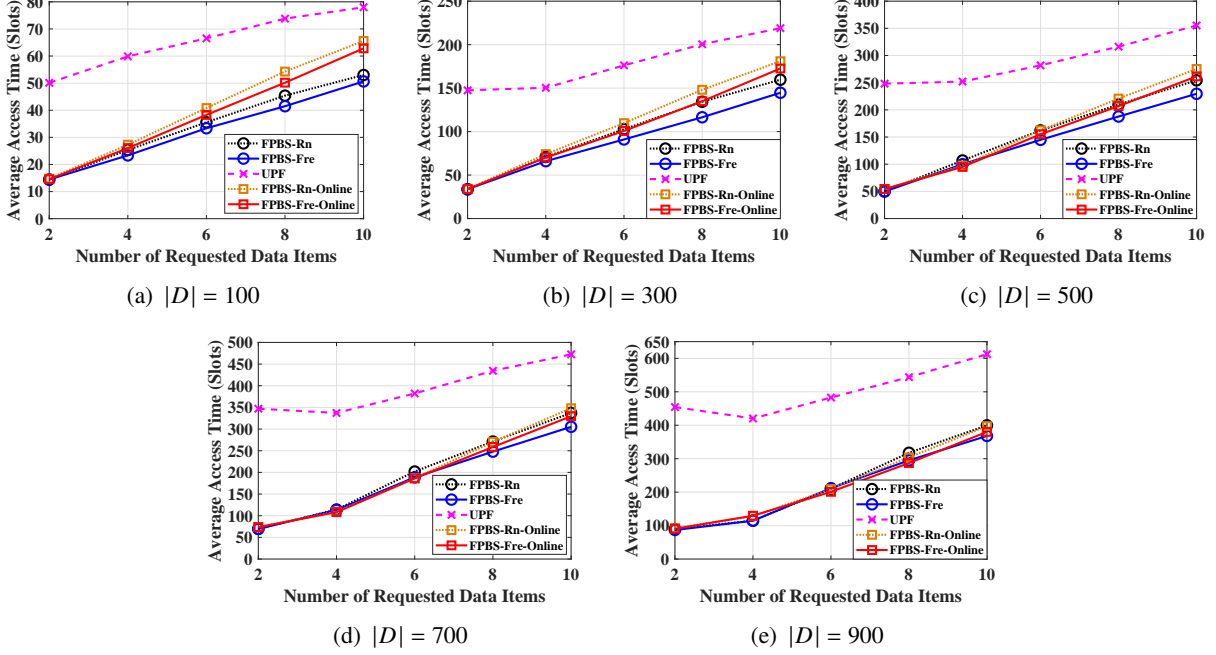 Average Access Time (Slots)
80
70
60
50
40
30
20
10
0
FPBS-Rn
FPBS-Fre
UPF
FPBS-Rn-Online
FPBS-Fre-Online
2 4 6 8 10
Number of Requested Data Items
(a) |D| = 100
Average Access Time (Slots)
250
200
150
100
50
0
FPBS-Rn
FPBS-Fre
UPF
FPBS-Rn-Online
FPBS-Fre-Online
2 4 6 8 10
Number of Requested Data Items
(b) |D| = 300
Average Access Time (Slots)
400
350
300
250
200
150
100
50
0
FPBS-Rn
FPBS-Fre
UPF
FPBS-Rn-Online
FPBS-Fre-Online
2 4 6 8 10
Number of Requested Data Items
(c) |D| = 500
Average Access Time (Slots)
500
450
400
350
300
250
200
150
100
50
0
FPBS-Rn
FPBS-Fre
UPF
FPBS-Rn-Online
FPBS-Fre-Online
2 4 6 8 10
Number of Requested Data Items
(d) |D| = 700
Average Access Time (Slots)
650
600
500
400
300
200
100
0
FPBS-Rn
FPBS-Fre
UPF
FPBS-Rn-Online
FPBS-Fre-Online
2 4 6 8 10
Number of Requested Data Items
(e) |D| = 900